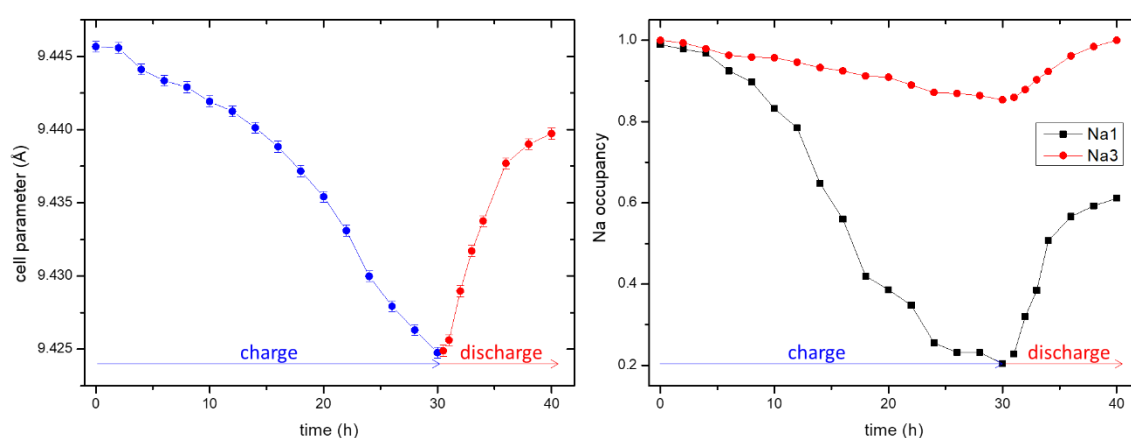 9.445
9.440
9.435
9.430
9.425
cell parameter (Å)
charge
discharge
0
10
20
30
40
time (h)
1.0
0.8
0.6
0.4
0.2
Na occupancy
Na1
Na3
charge
discharge
0
10
20
30
40
time (h)